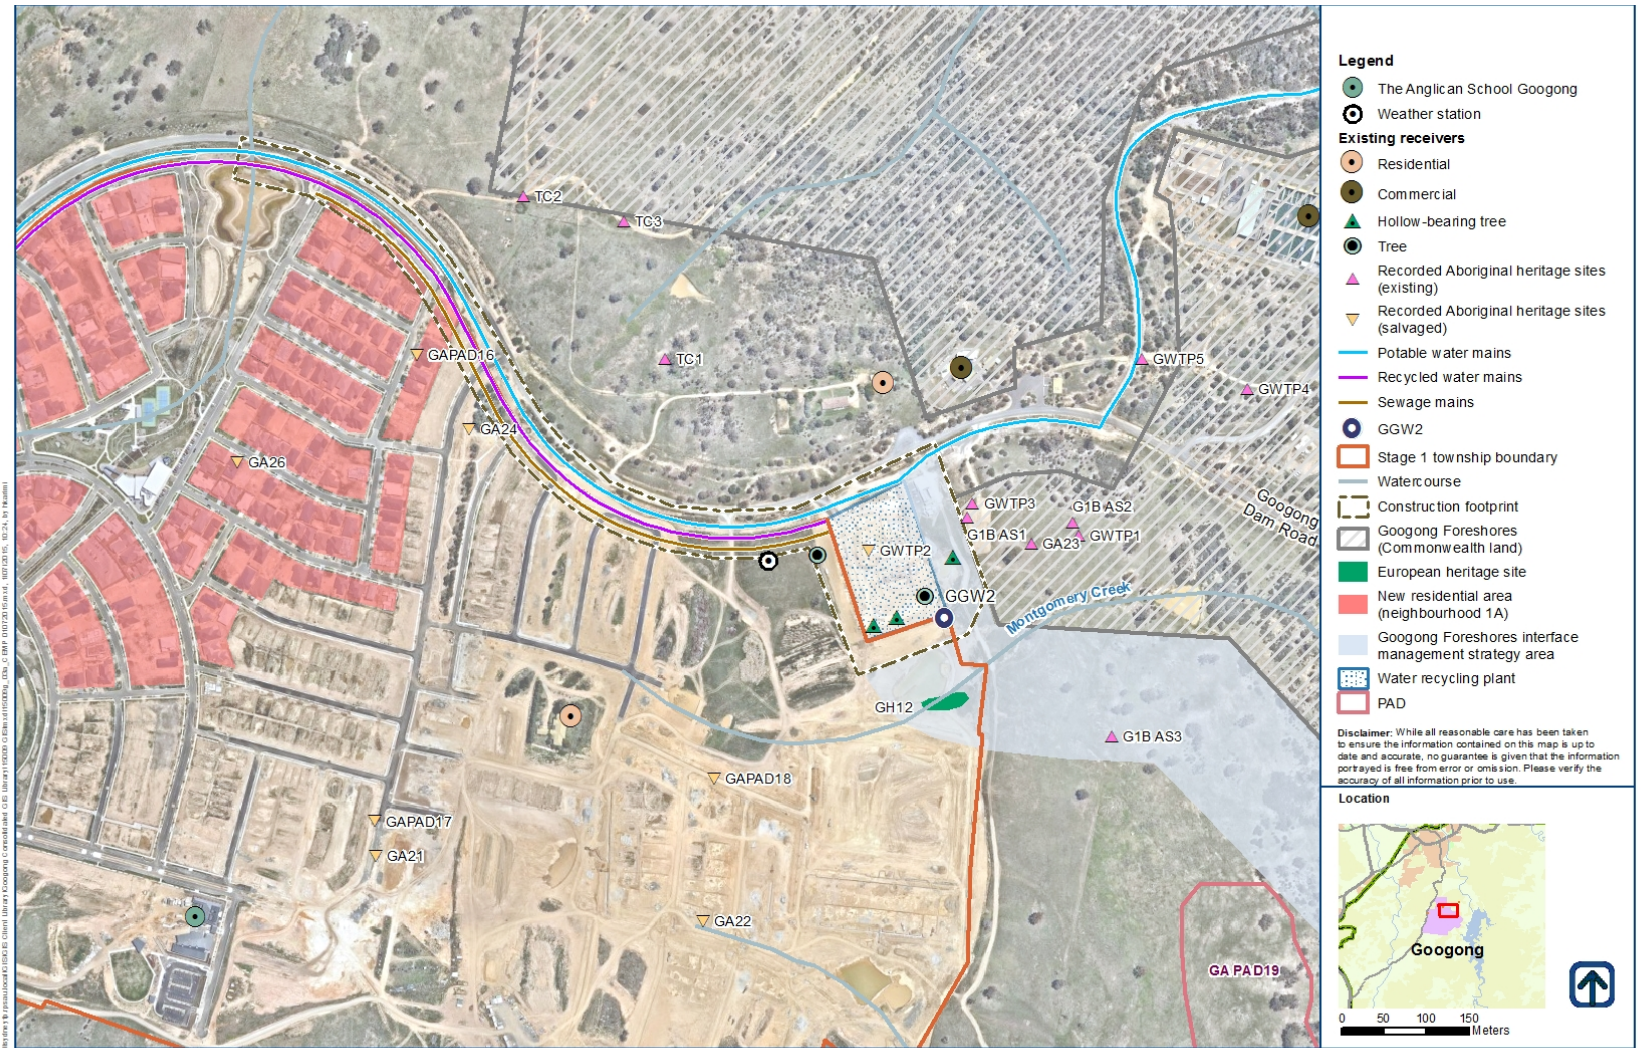 TC2
TC3
TC1
GAPAD16
GA24
GA26
GWTP5
GWTP4
GWTP3
G1B AS2
G1B AS1
GWTP1
GA23
GWTP2
GGW2
Googong
Dam Road
Montgomery Creek
GH12
G1B AS3
GAPAD18
GAPAD17
GA21
GA22
GA PAD19
Legend
The Anglican School Googong
Weather station
Existing receivers
Residential
Commercial
Hollow-bearing tree
Tree
Recorded Aboriginal heritage sites
(existing)
Recorded Aboriginal heritage sites
(salvaged)
Potable water mains
Recycled water mains
Sewage mains
GGW2
Stage 1 township boundary
Watercourse
Construction footprint
Googong Foreshores
(Commonwealth land)
European heritage site
New residential area
(neighbourhood 1A)
Googong Foreshores interface
management strategy area
Water recycling plant
PAD
Disclaimer: While all reasonable care has been taken
to ensure the information contained on this map is up to
date and accurate, no guarantee is given that the information
portrayed is free from error or omission. Please verify the
accuracy of all information prior to use.
Location
Googong
0 50 100 150
Meters